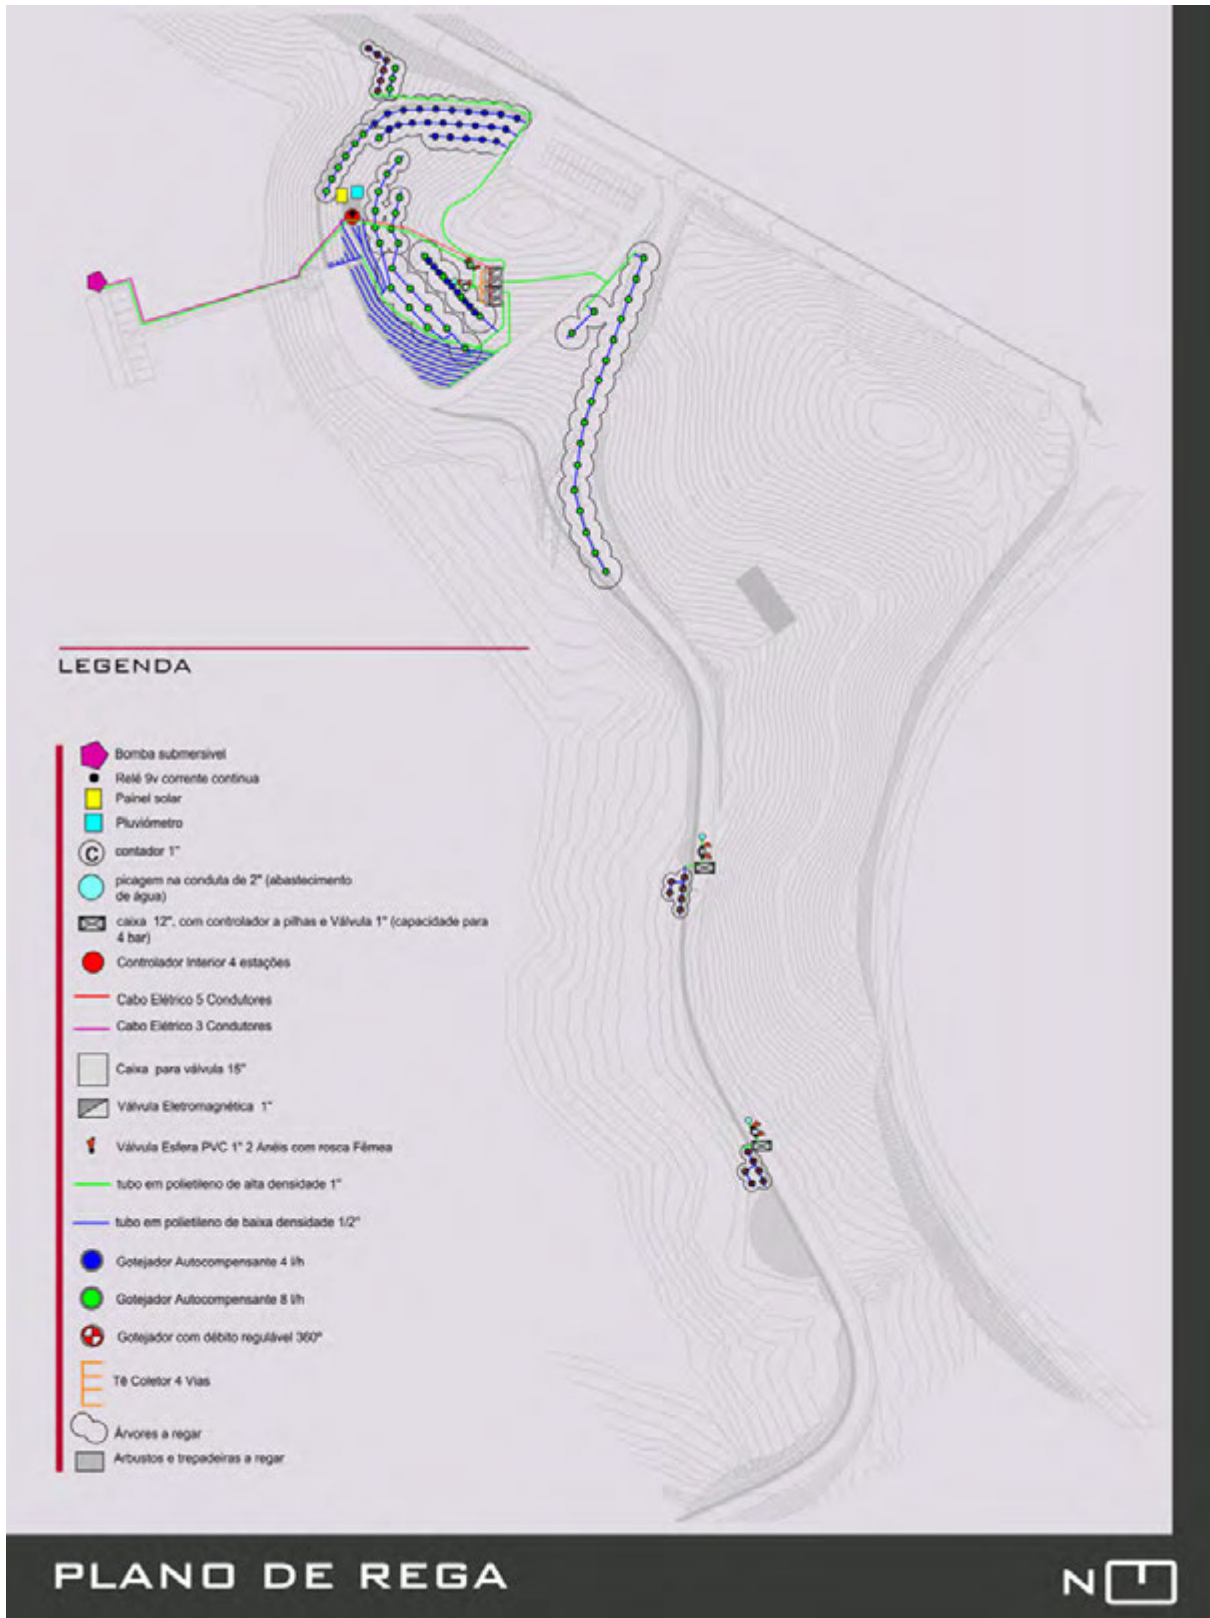 LEGENDA
Bomba submersivel
Relé 9v corrente continua
Painel solar
Pluviómetro
C contador 1"
picagem na conduta de 2" (abastecimento
de água)
caixa 12", com controlador a pilhas e Válvula 1" (capacidade para
4 bar)
Controlador Interior 4 estações
Cabo Elétrico 5 Condutores
Cabo Elétrico 3 Condutores
Caixa para válvula 15"
Válvula Eletromagnética 1"
Válvula Esfera PVC 1" 2 Anéis com rosca Fêmea
tubo em polietileno de alta densidade 1"
tubo em polietileno de baixa densidade 1/2"
Gotejador Autocompensante 4 l/h
Gotejador Autocompensante 8 l/h
Gotejador com débito regulável 360º
Tê Coletor 4 Vias
Árvores a regar
Arbustos e trepadeiras a regar
PLANO DE REGA
N